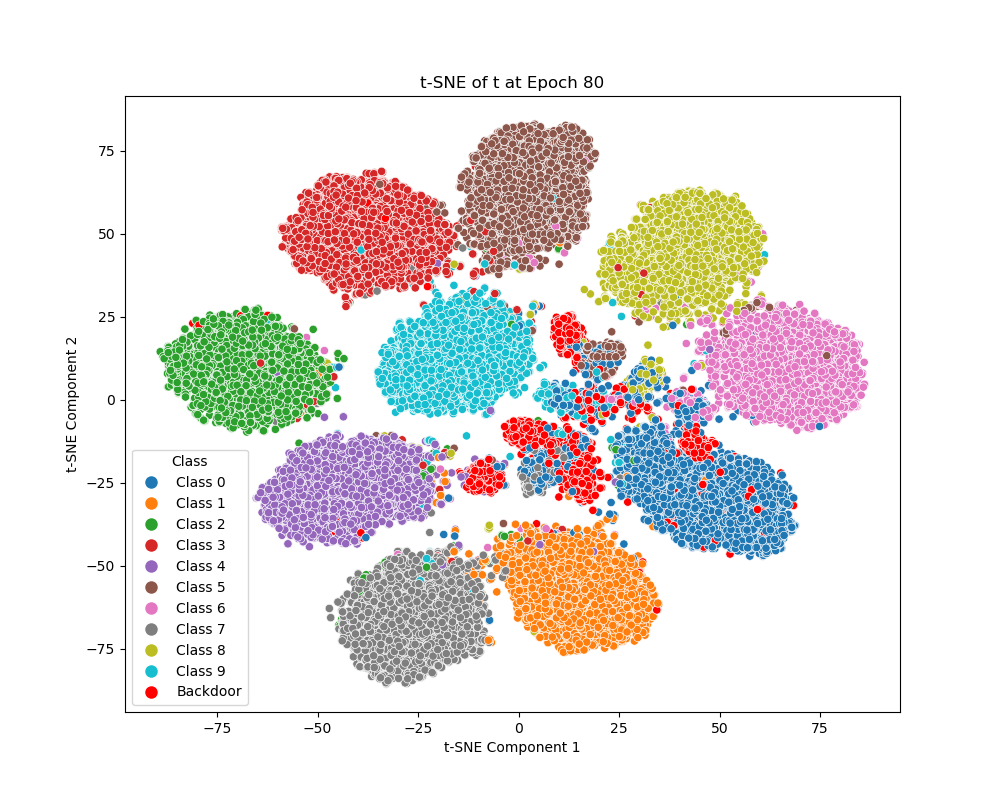 t-SNE of t at Epoch 80
t-SNE Component 2
75
50
25
0
−25
−50
−75
Class
Class 0
Class 1
Class 2
Class 3
Class 4
Class 5
Class 6
Class 7
Class 8
Class 9
Backdoor
−75
−50
−25
0
25
50
75
t-SNE Component 1